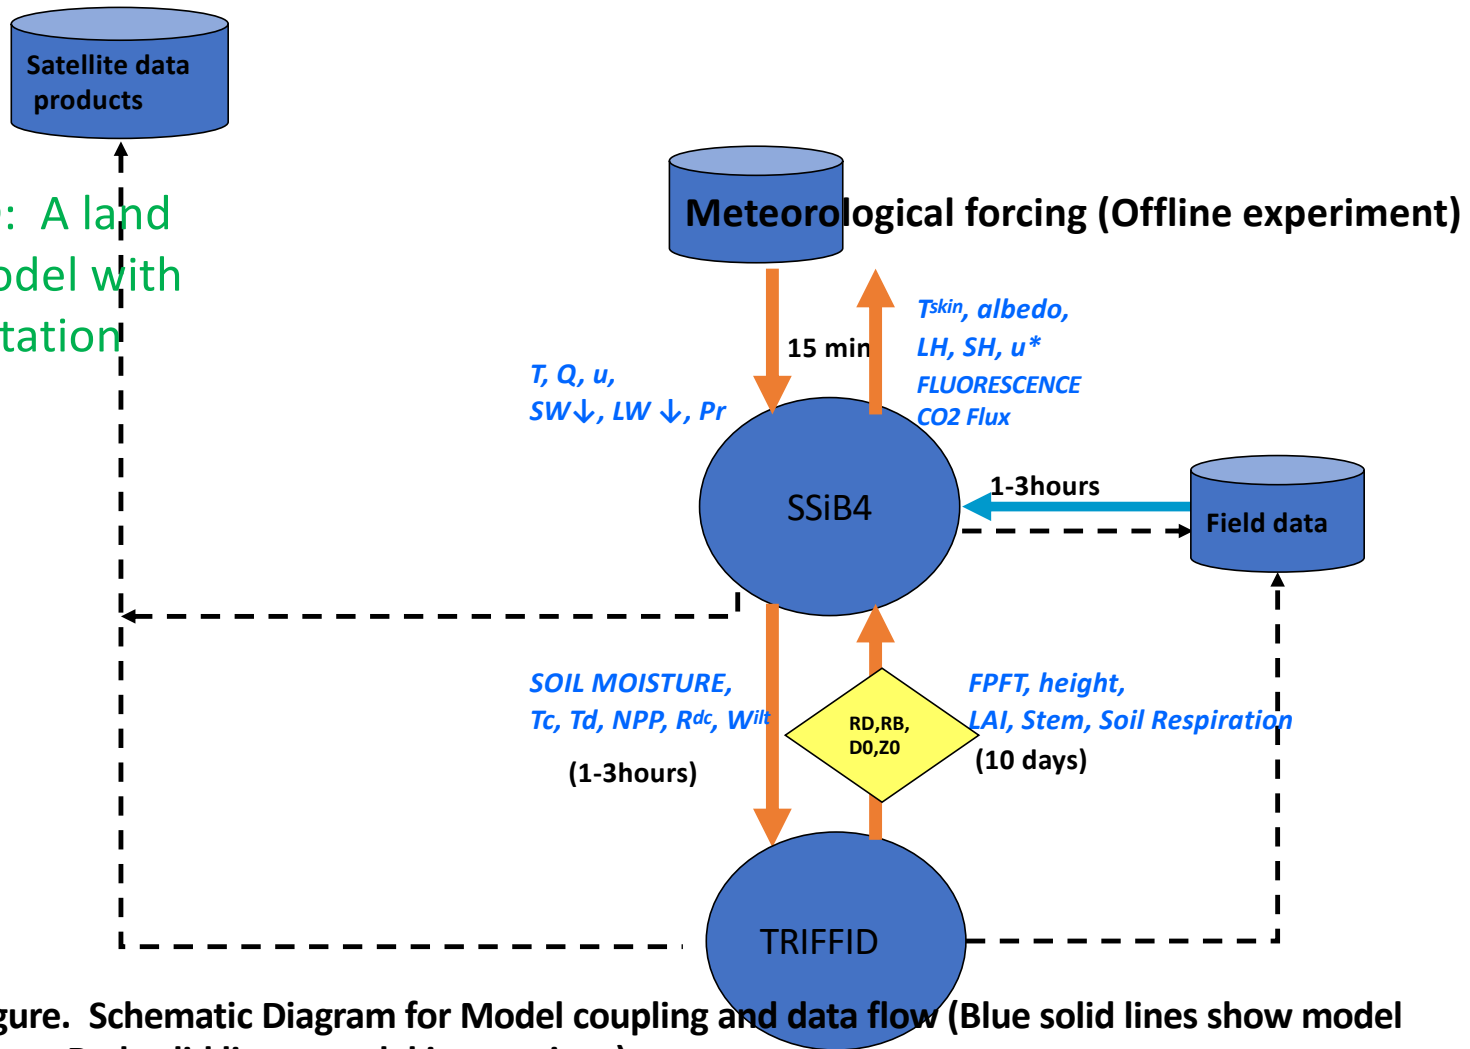 Satellite data
products
: A land
odel with
tation
Meteorological forcing (Offline experiment)
15 min
Tskin, albedo,
LH, SH, u*
FLUORESCENCE
CO2 Flux
T, Q, u,
SW↓, LW ↓, Pr
SSiB4
1-3hours
Field data
SOIL MOISTURE,
Tc, Td, NPP, Rdc, Wilt
(1-3hours)
RD,RB,
D0,Z0
FPFT, height,
LAI, Stem, Soil Respiration
(10 days)
TRIFFID
gure. Schematic Diagram for Model coupling and data flow (Blue solid lines show model